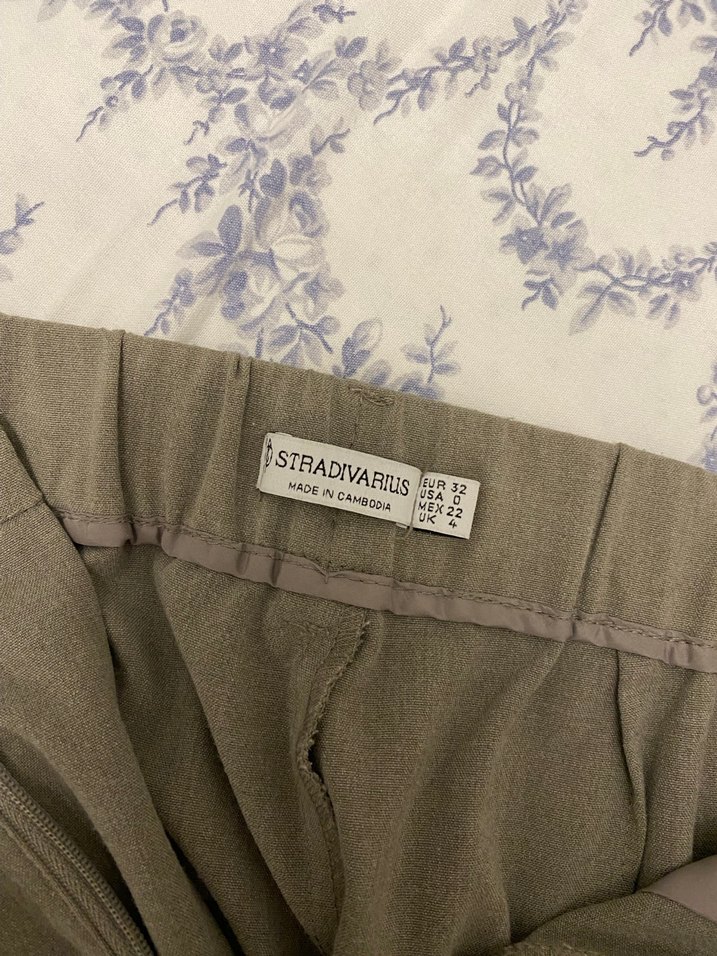 STRADIVARIUS
MADE IN CAMBODIA
EUR 32
USA 0
MEX 22
UK 4